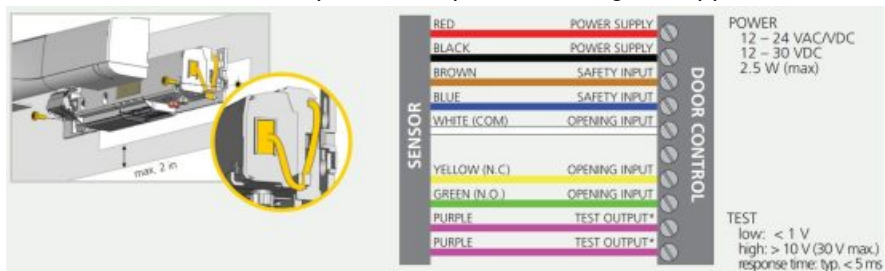 max. 2 in
SENSOR
RED POWER SUPPLY
BLACK POWER SUPPLY
BROWN SAFETY INPUT
BLUE SAFETY INPUT
WHITE (COM) OPENING INPUT
YELLOW (N.C) OPENING INPUT
GREEN (N.O.) OPENING INPUT
PURPLE TEST OUTPUT*
PURPLE TEST OUTPUT*
DOOR CONTROL
POWER
12 – 24 VAC/VDC
12 – 30 VDC
2.5 W (max)
TEST
low: < 1 V
high: > 10 V (30 V max.)
response time: typ. < 5 ms